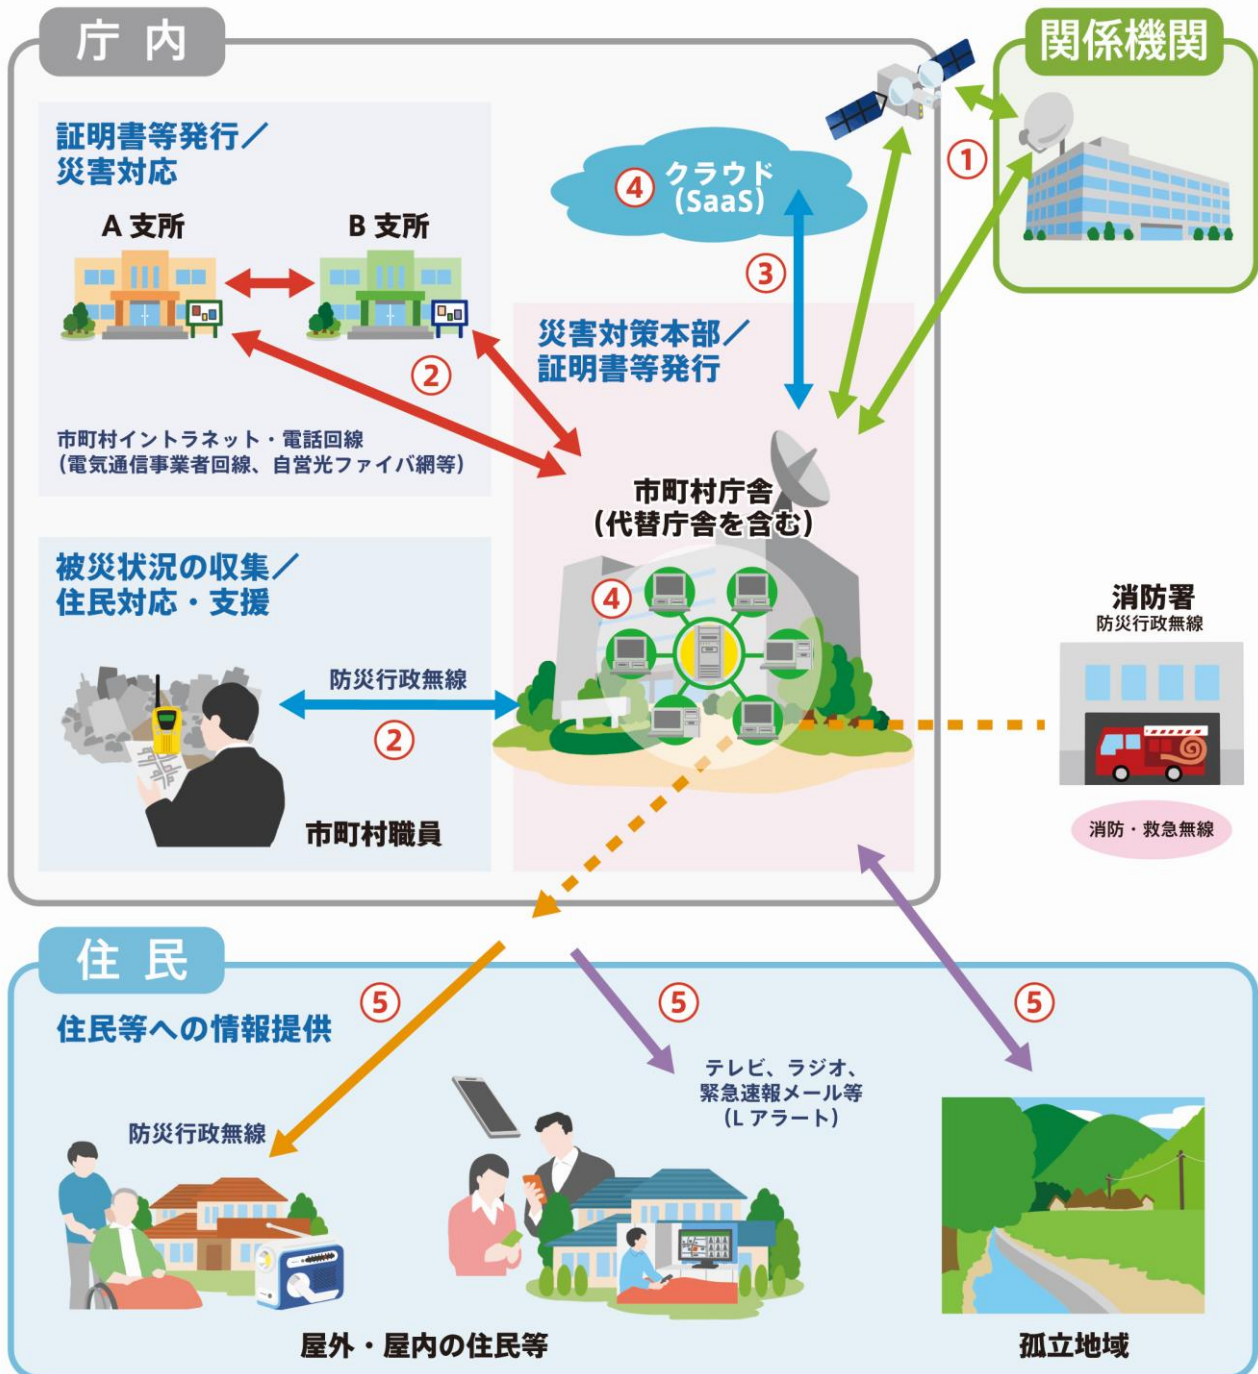 庁内
関係機関
証明書等発行／
災害対応
A 支所
B 支所
②
市町村イントラネット・電話回線
（電気通信事業者回線、自営光ファイバ網等）
④ クラウド
（SaaS）
③
①
災害対策本部／
証明書等発行
市町村庁舎
（代替庁舎を含む）
④
被災状況の収集／
住民対応・支援
防災行政無線
②
市町村職員
消防署
防災行政無線
消防・救急無線
住民
住民等への情報提供
⑤
⑤
⑤
防災行政無線
テレビ、ラジオ、
緊急速報メール等
（L アラート）
屋外・屋内の住民等
孤立地域